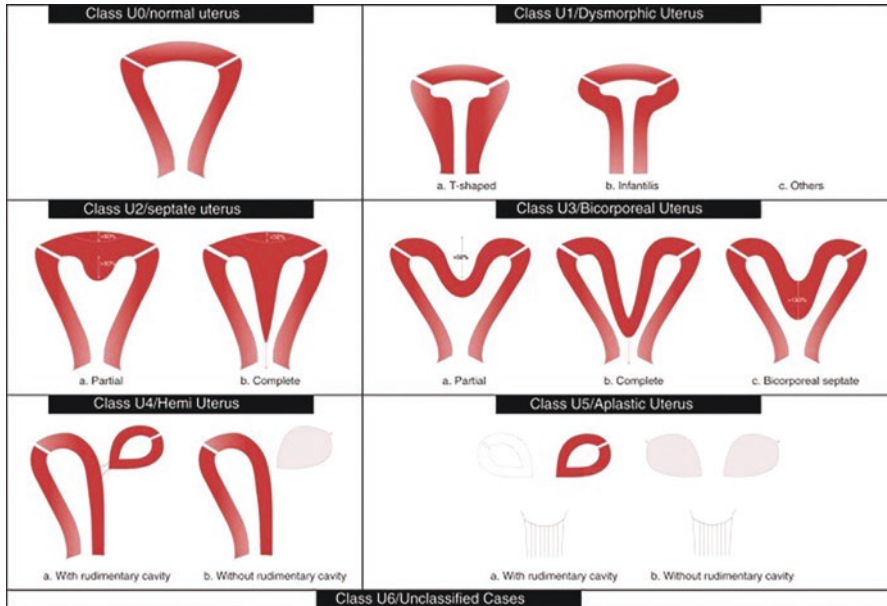 Class U0/normal uterus
Class U1/Dysmorphic Uterus
a. T-shaped
b. Infantilis
c. Others
Class U2/septate uterus
a. Partial
b. Complete
Class U3/Bicorporeal Uterus
a. Partial
b. Complete
c. Bicorporeal septate
Class U4/Hemi Uterus
a. With rudimentary cavity
b. Without rudimentary cavity
Class U5/Aplastic Uterus
a. With rudimentary cavity
b. Without rudimentary cavity
Class U6/Unclassified Cases